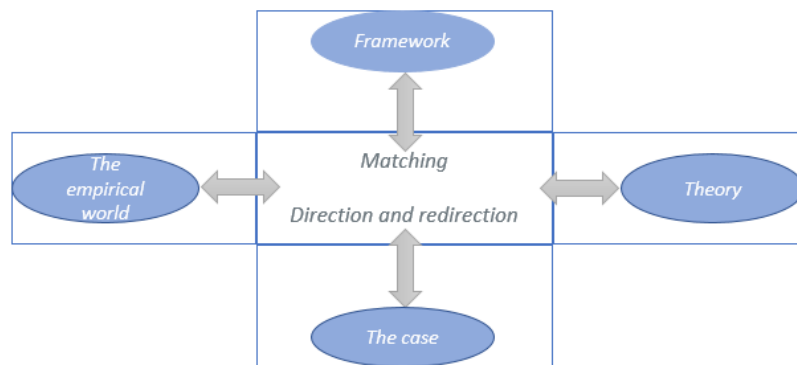 Framework
Matching
The
empirical
world
Theory
Direction and redirection
The case